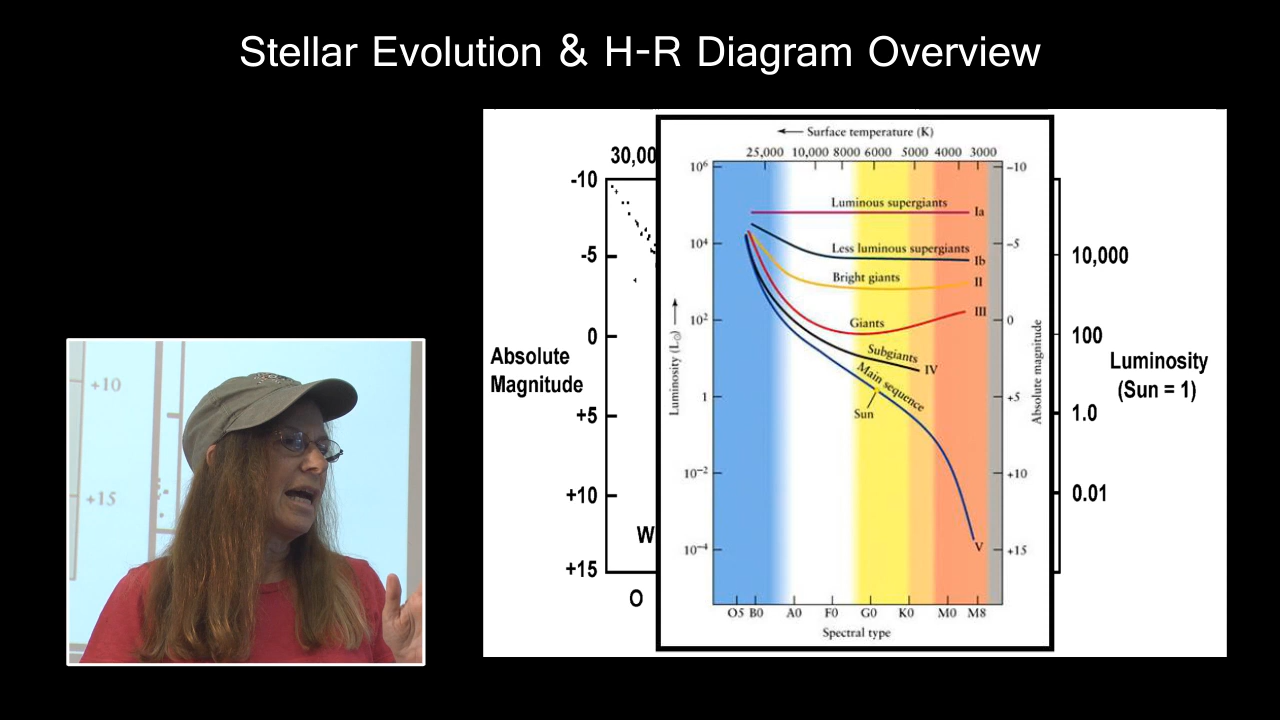 Stellar Evolution & H-R Diagram Overview
← Surface temperature (K)
25,000 10,000 8000 6000 5000 4000 3000
30,00
-10
-5
0
Absolute
Magnitude
+5
+10
+15
W
O
10⁶
10⁴
10²
1
10⁻²
10⁻⁴
Luminosity (L⊙) →
Luminous supergiants Ia
Less luminous supergiants Ib
Bright giants II
Giants III
Subgiants IV
Main sequence
Sun
V
−10
−5
0
+5
+10
+15
Absolute magnitude
O5 B0 A0 F0 G0 K0 M0 M8
Spectral type
10,000
100
Luminosity
(Sun = 1)
1.0
0.01
+10
+15